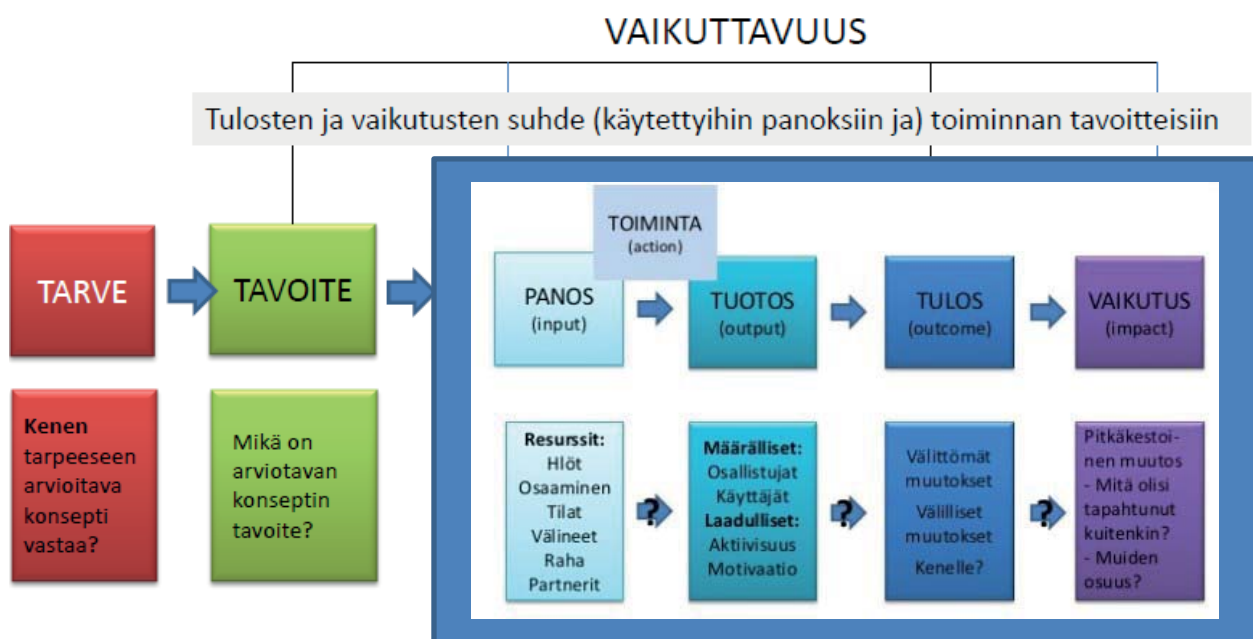 VAIKUTTAVUUS
Tulosten ja vaikutusten suhde (käytettyihin panoksiin ja) toiminnan tavoitteisiin
TARVE
TAVOITE
TOIMINTA
(action)
PANOS
(input)
TUOTOS
(output)
TULOS
(outcome)
VAIKUTUS
(impact)
Kenen
tarpeeseen
arvioitava
konsepti
vastaa?
Mikä on
arviotavan
konseptin
tavoite?
Resurssit:
Hlöt
Osaaminen
Tilat
Välineet
Raha
Partnerit
?
Määrälliset:
Osallistujat
Käyttäjät
Laadulliset:
Aktiivisuus
Motivaatio
?
Välittömät
muutokset
Välilliset
muutokset
Kenelle?
?
Pitkäkestoi-
nen muutos
- Mitä olisi
tapahtunut
kuitenkin?
- Muiden
osuus?